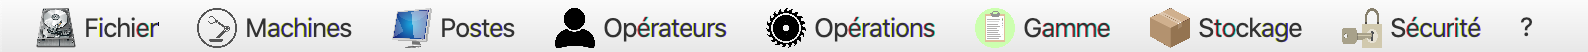 Fichier Machines Postes Opérateurs Opérations Gamme Stockage Sécurité ?